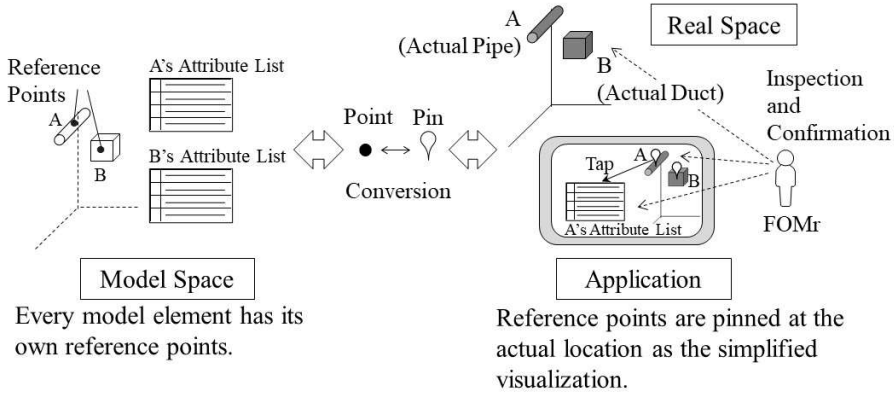 Reference
Points
A
B
A's Attribute List
B's Attribute List
Model Space
Every model element has its
own reference points.
Point
Pin
Conversion
A
(Actual Pipe)
B
(Actual Duct)
Real Space
Inspection
and
Confirmation
FOMr
Tap
A
B
A's Attribute List
Application
Reference points are pinned at the
actual location as the simplified
visualization.